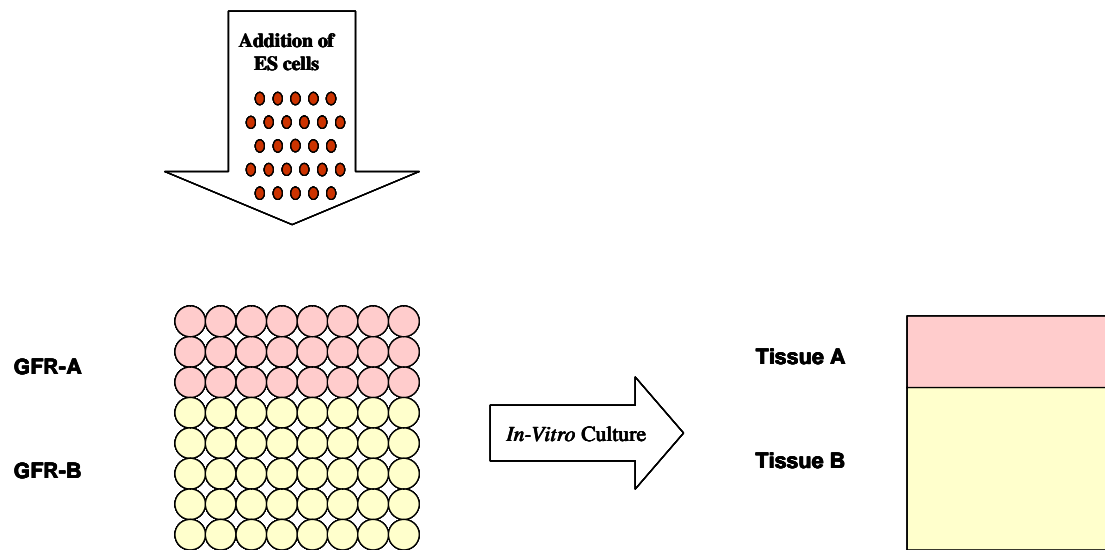 Addition of
ES cells
GFR-A
GFR-B
In-Vitro Culture
Tissue A
Tissue B